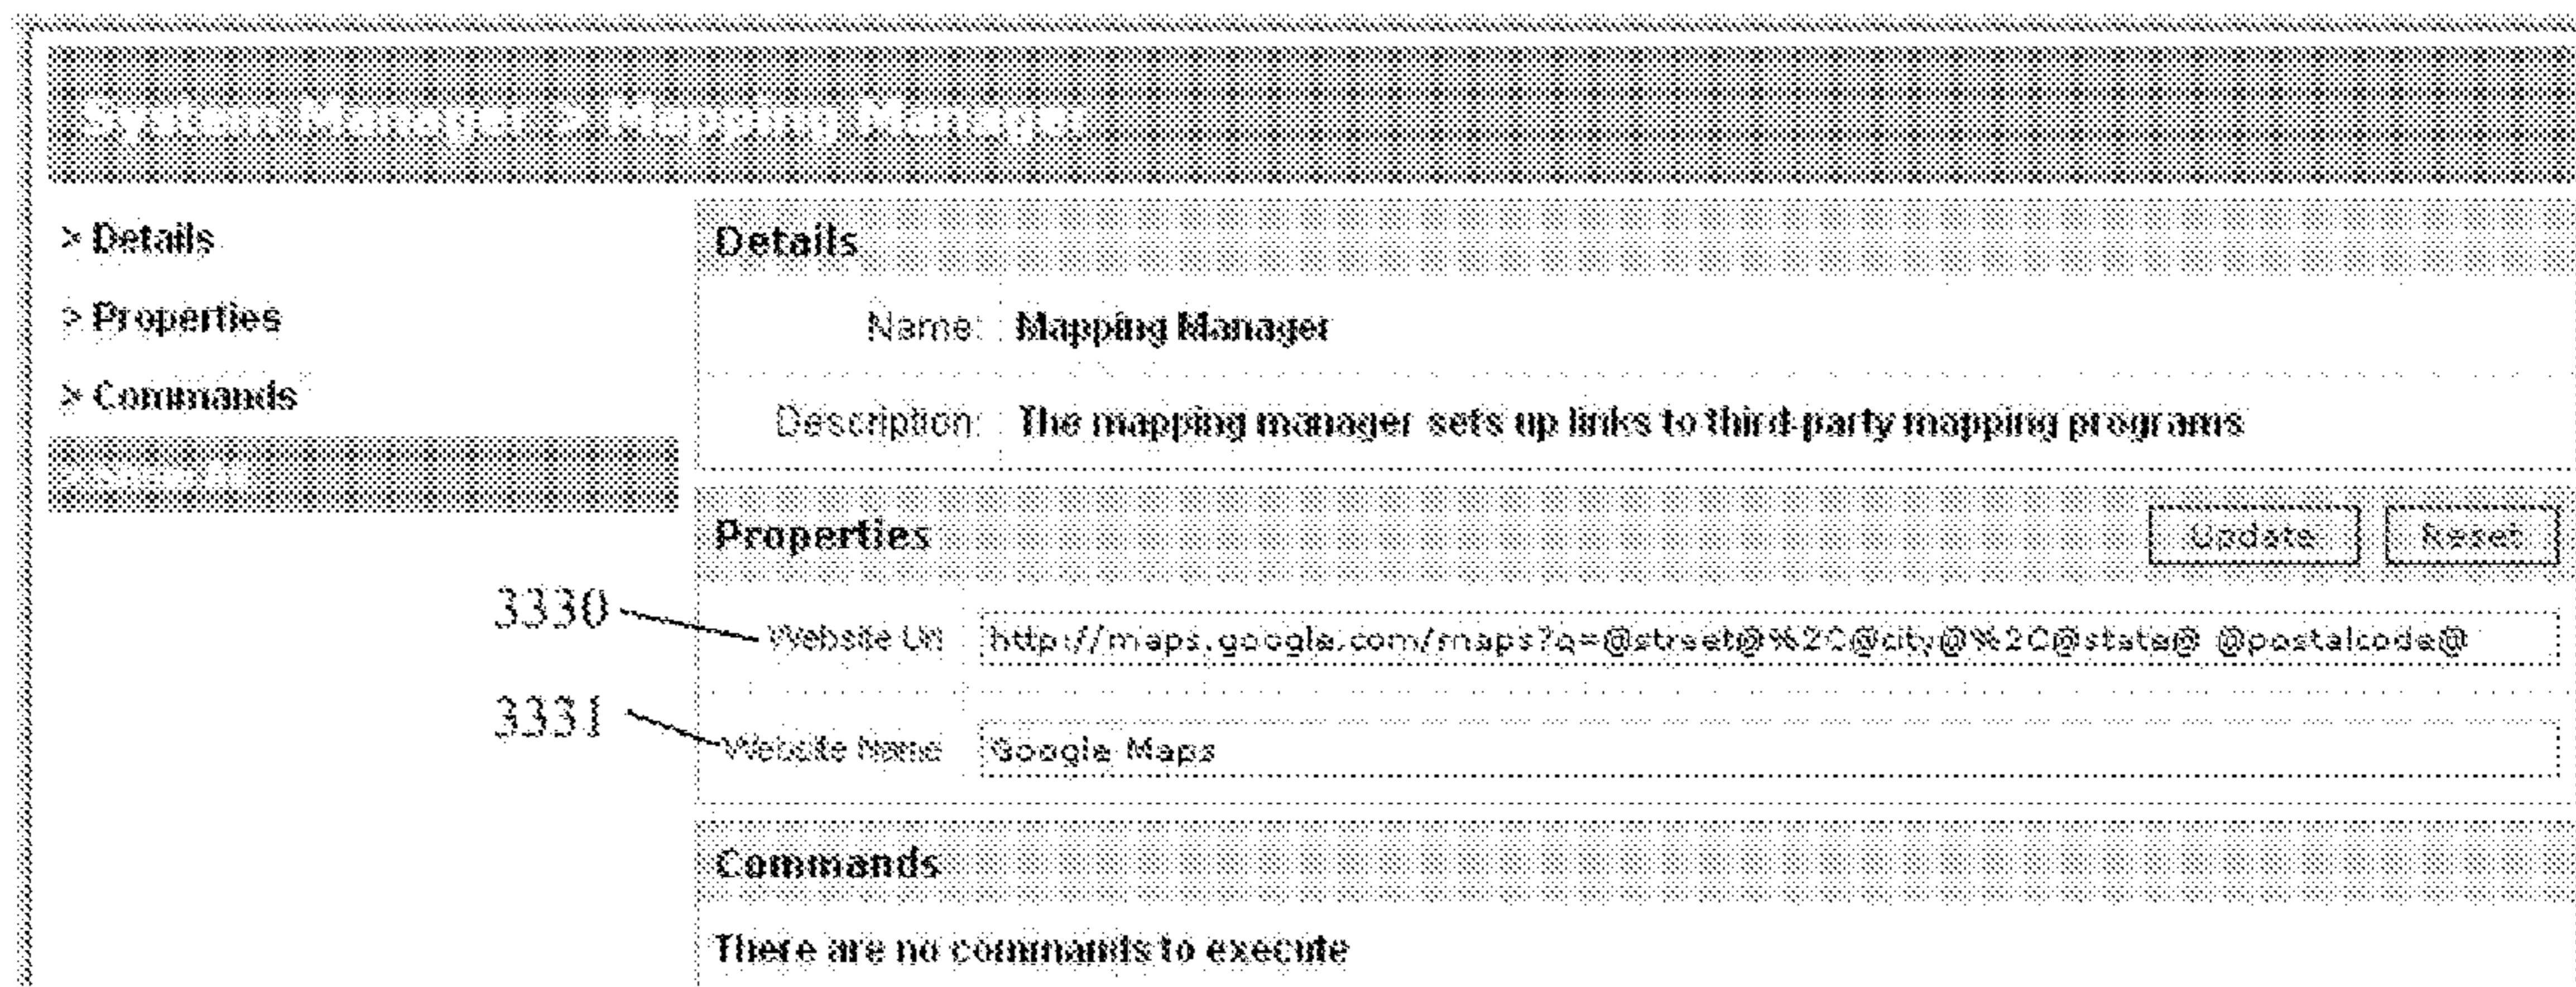 System Manager > Mapping Manager
> Details
> Properties
> Commands
> Show All
Details
Name: Mapping Manager
Description: The mapping manager sets up links to third-party mapping programs
Properties Update Reset
3330 Website Url http://maps.google.com/maps?q=@street@%2C@city@%2C@state@ @postalcode@
3331 Website Name Google Maps
Commands
There are no commands to execute